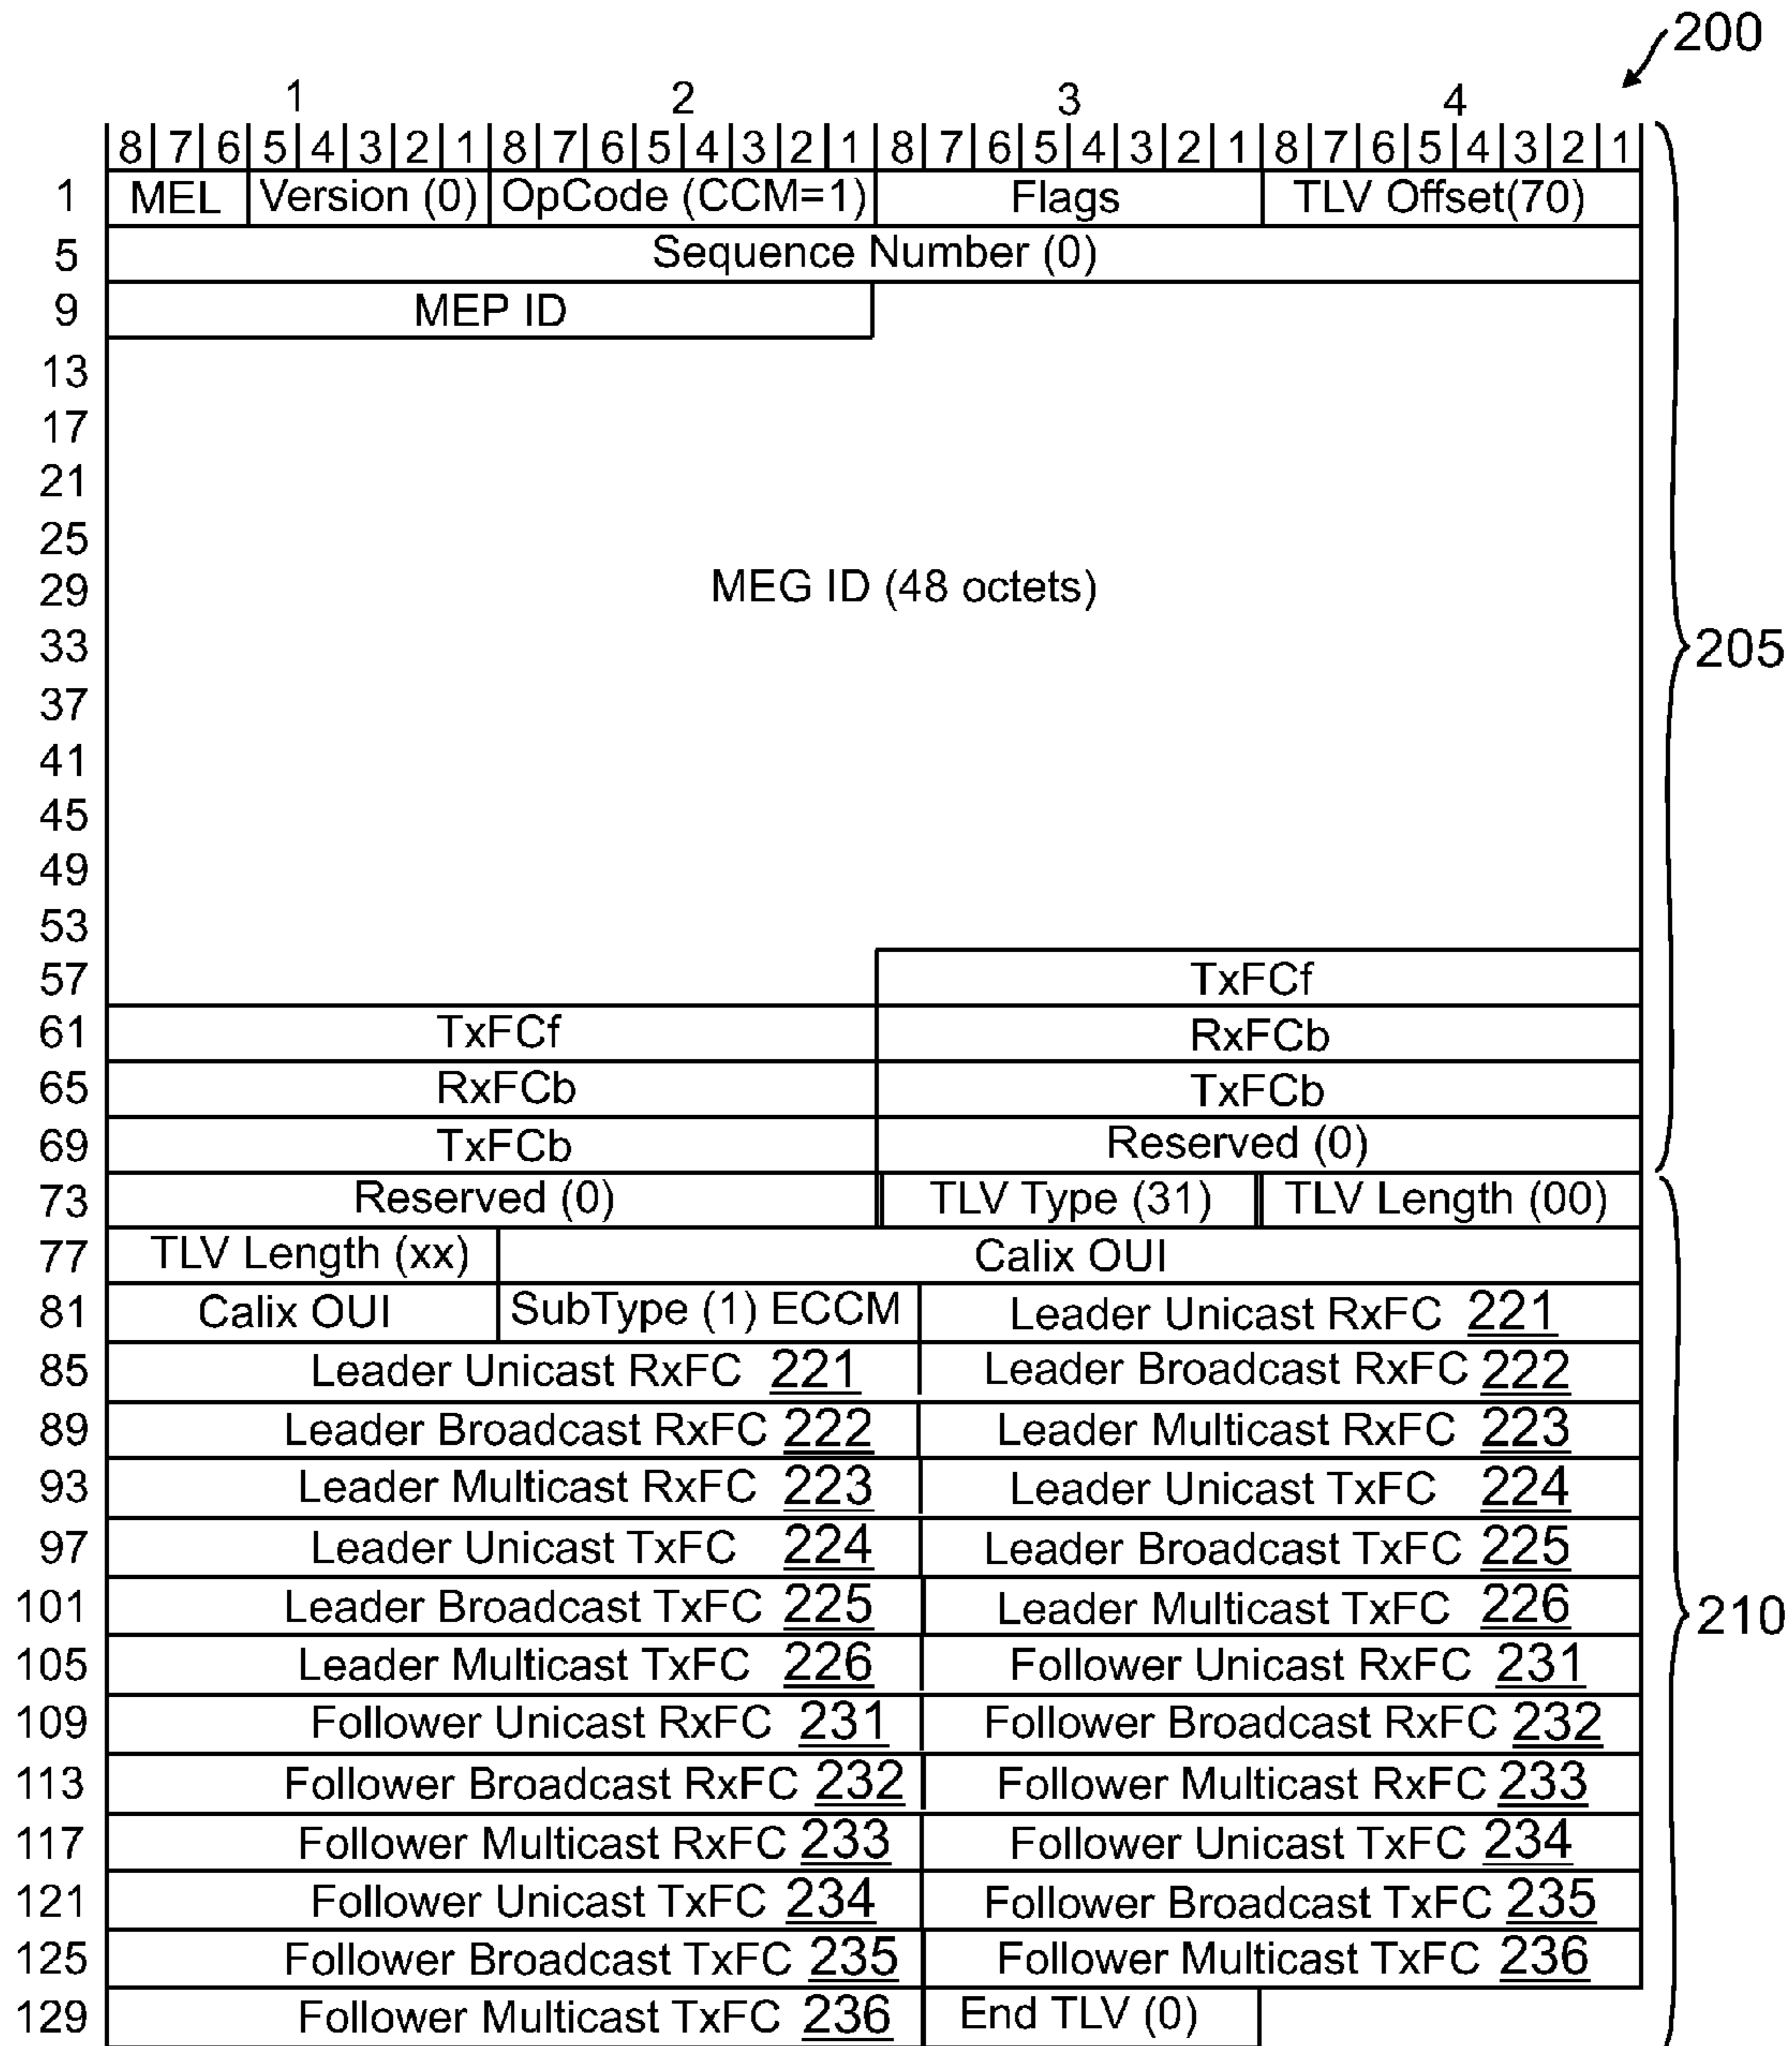 200
1 2 3 4
8 7 6 5 4 3 2 1 8 7 6 5 4 3 2 1 8 7 6 5 4 3 2 1 8 7 6 5 4 3 2 1
1 MEL Version (0) OpCode (CCM=1) Flags TLV Offset(70)
5 Sequence Number (0)
9 MEP ID
13
17
21
25
29 MEG ID (48 octets)
33 205
37
41
45
49
53
57 TxFCf
61 TxFCf RxFCb
65 RxFCb TxFCb
69 TxFCb Reserved (0)
73 Reserved (0) TLV Type (31) TLV Length (00)
77 TLV Length (xx) Calix OUI
81 Calix OUI SubType (1) ECCM Leader Unicast RxFC 221
85 Leader Unicast RxFC 221 Leader Broadcast RxFC 222
89 Leader Broadcast RxFC 222 Leader Multicast RxFC 223
93 Leader Multicast RxFC 223 Leader Unicast TxFC 224
97 Leader Unicast TxFC 224 Leader Broadcast TxFC 225
101 Leader Broadcast TxFC 225 Leader Multicast TxFC 226 210
105 Leader Multicast TxFC 226 Follower Unicast RxFC 231
109 Follower Unicast RxFC 231 Follower Broadcast RxFC 232
113 Follower Broadcast RxFC 232 Follower Multicast RxFC 233
117 Follower Multicast RxFC 233 Follower Unicast TxFC 234
121 Follower Unicast TxFC 234 Follower Broadcast TxFC 235
125 Follower Broadcast TxFC 235 Follower Multicast TxFC 236
129 Follower Multicast TxFC 236 End TLV (0)